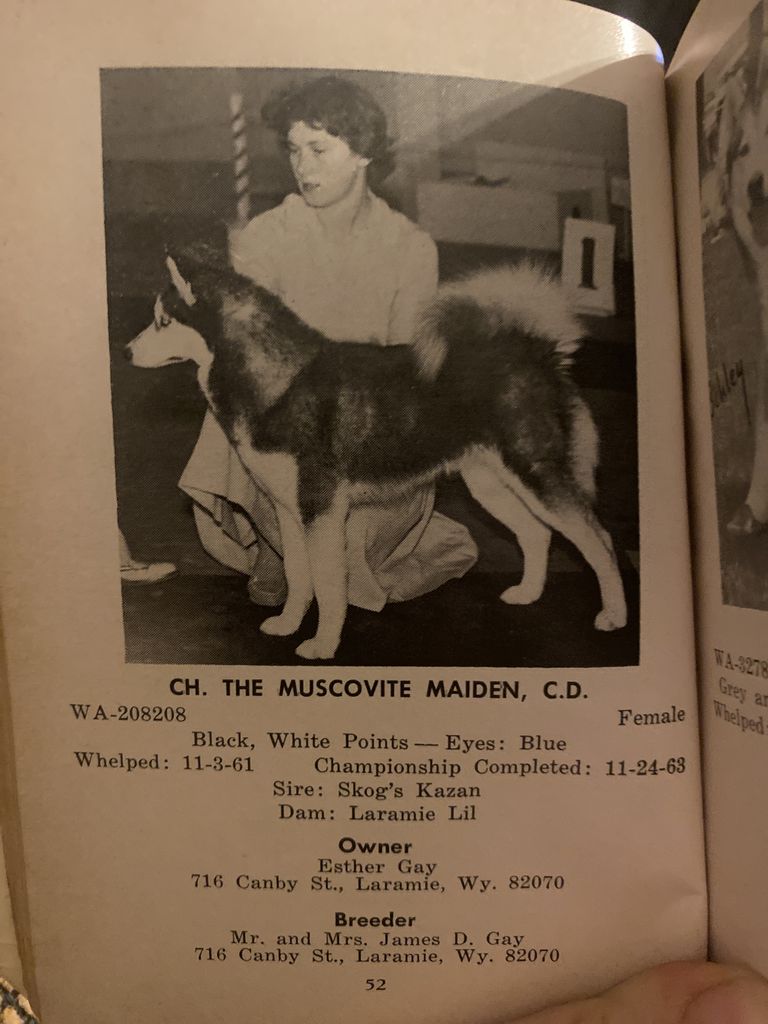 1
CH. THE MUSCOVITE MAIDEN, C.D.
WA-208208 Female
Black, White Points — Eyes: Blue
Whelped: 11-3-61 Championship Completed: 11-24-63
Sire: Skog's Kazan
Dam: Laramie Lil
Owner
Esther Gay
716 Canby St., Laramie, Wy. 82070
Breeder
Mr. and Mrs. James D. Gay
716 Canby St., Laramie, Wy. 82070
52
WA-3278
Grey
Whelped: